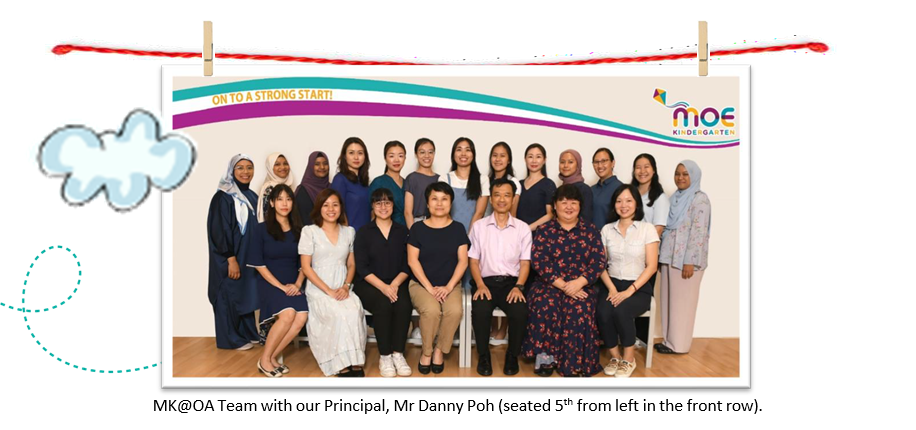 ON TO A STRONG START!
MOE
KINDERGARTEN
MK@OA Team with our Principal, Mr Danny Poh (seated 5th from left in the front row).